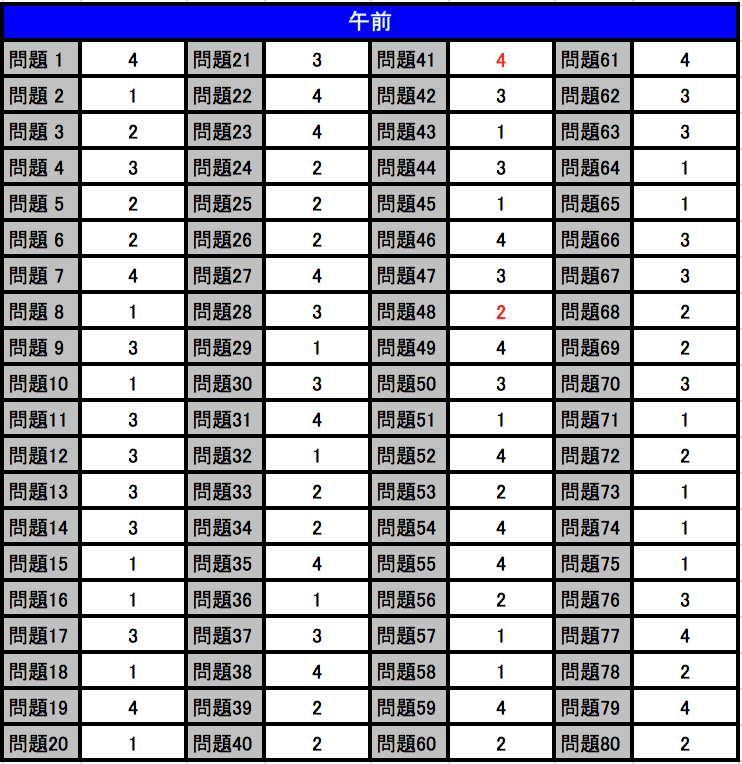 午前
問題 1 4 問題21 3 問題41 4 問題61 4
問題 2 1 問題22 4 問題42 3 問題62 3
問題 3 2 問題23 4 問題43 1 問題63 3
問題 4 3 問題24 2 問題44 3 問題64 1
問題 5 2 問題25 2 問題45 1 問題65 1
問題 6 2 問題26 2 問題46 4 問題66 3
問題 7 4 問題27 4 問題47 3 問題67 3
問題 8 1 問題28 3 問題48 2 問題68 2
問題 9 3 問題29 1 問題49 4 問題69 2
問題10 1 問題30 3 問題50 3 問題70 3
問題11 3 問題31 4 問題51 1 問題71 1
問題12 3 問題32 1 問題52 4 問題72 2
問題13 3 問題33 2 問題53 2 問題73 1
問題14 3 問題34 2 問題54 4 問題74 1
問題15 1 問題35 4 問題55 4 問題75 1
問題16 1 問題36 1 問題56 2 問題76 3
問題17 3 問題37 3 問題57 1 問題77 4
問題18 1 問題38 4 問題58 1 問題78 2
問題19 4 問題39 2 問題59 4 問題79 4
問題20 1 問題40 2 問題60 2 問題80 2